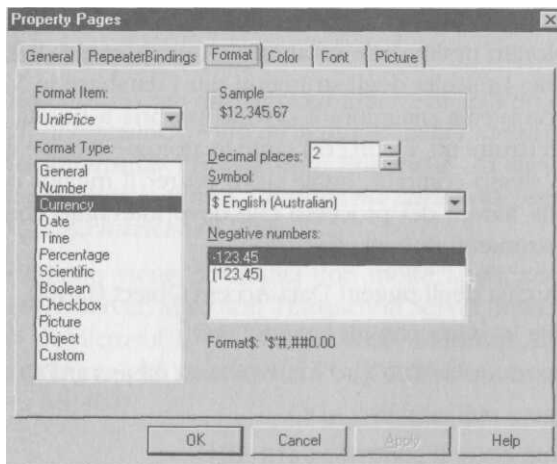 Property Pages
General RepeaterBindings Format Color Font Picture
Format Item:
UnitPrice
Format Type:
General
Number
Currency
Date
Time
Percentage
Scientific
Boolean
Checkbox
Picture
Object
Custom
Sample
$12,345.67
Decimal places: 2
Symbol:
$ English (Australian)
Negative numbers:
-123.45
(123.45)
Format$: '$'#,##0.00
OK Cancel Apply Help